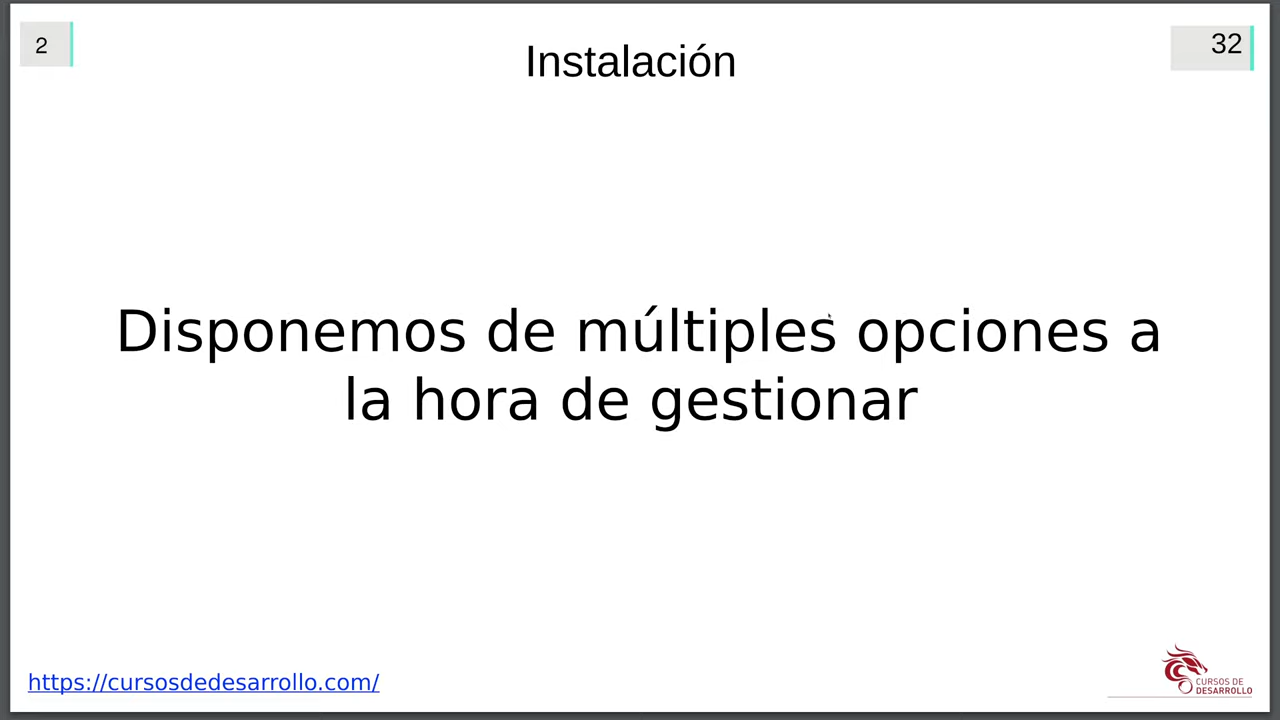 2
Instalación
32
Disponemos de múltiples opciones a
la hora de gestionar
https://cursosdedesarrollo.com/
CURSOS DE
DESARROLLO